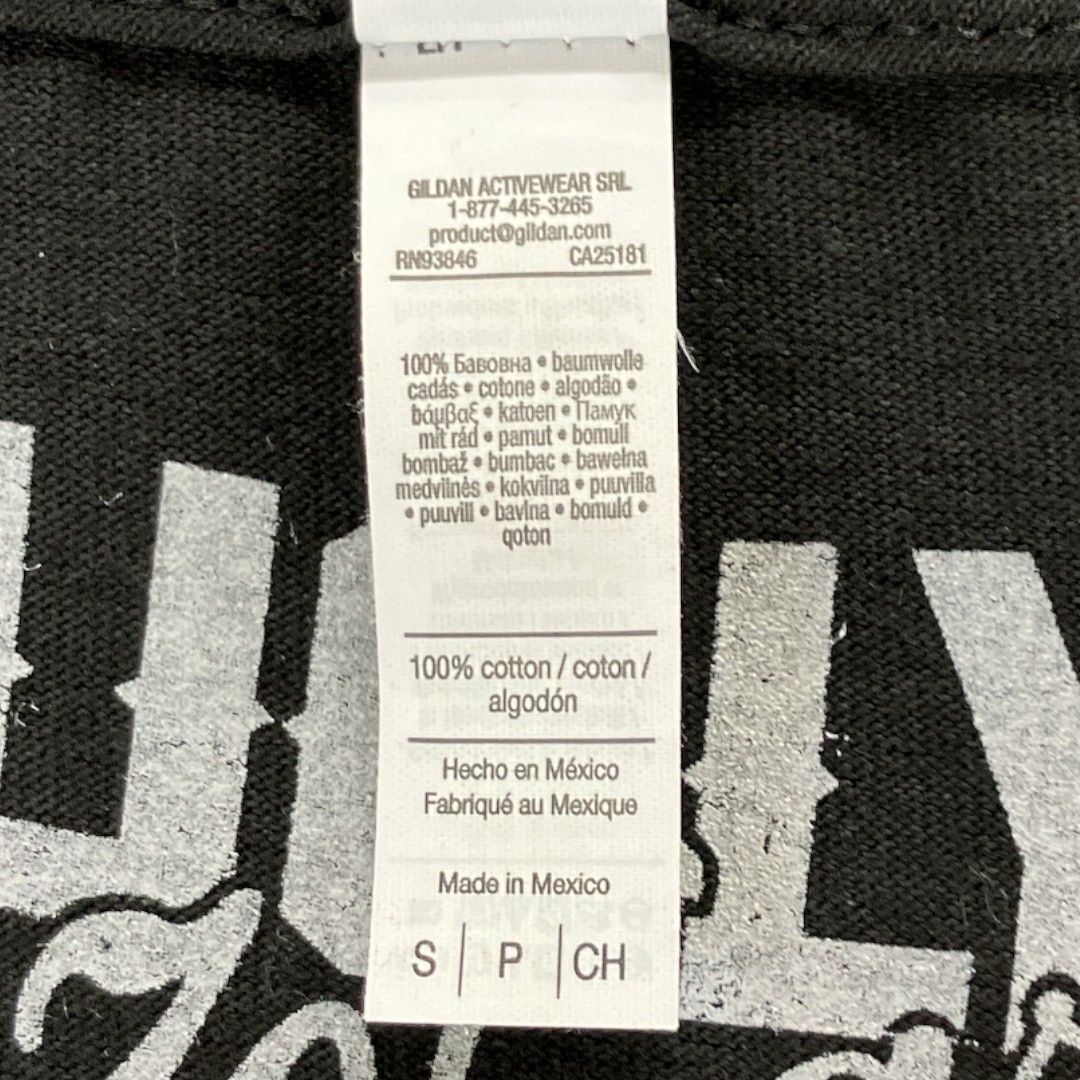 GILDAN ACTIVEWEAR SRL
1-877-445-3265
product@gildan.com
RN93846 CA25181
100% Бавовна • baumwolle
cadás • cotone • algodão •
βάμβαξ • katoen • Памук
mit rád • pamut • bomull
bombaž • bumbac • bawełna
medvilnės • kokvilna • puuvilla
• puuvill • bavlna • bomuld •
qoton
100% cotton / coton /
algodón
Hecho en México
Fabriqué au Mexique
Made in Mexico
S | P | CH